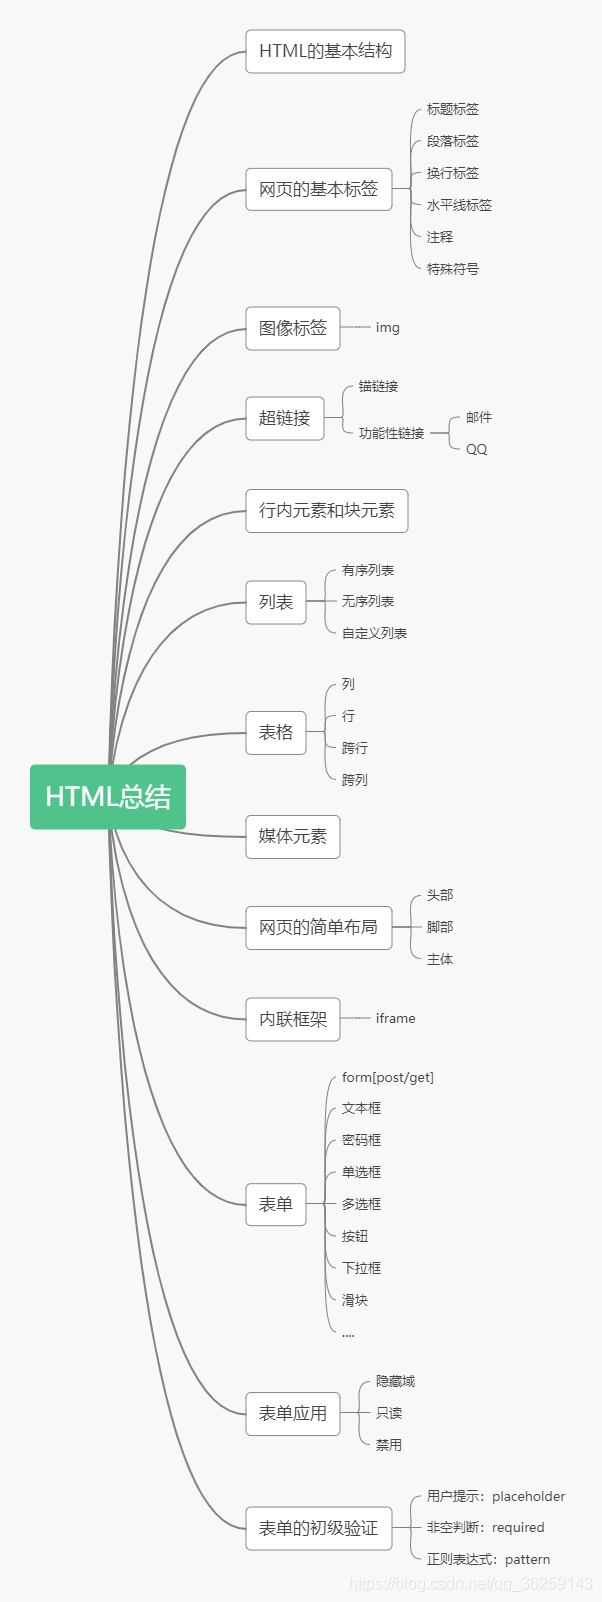 HTML总结
HTML的基本结构
网页的基本标签
标题标签
段落标签
换行标签
水平线标签
注释
特殊符号
图像标签
img
超链接
锚链接
功能性链接
邮件
QQ
行内元素和块元素
列表
有序列表
无序列表
自定义列表
表格
列
行
跨行
跨列
媒体元素
网页的简单布局
头部
脚部
主体
内联框架
iframe
表单
form[post/get]
文本框
密码框
单选框
多选框
按钮
下拉框
滑块
....
表单应用
隐藏域
只读
禁用
表单的初级验证
用户提示：placeholder
非空判断：required
正则表达式：pattern
https://blog.csdn.net/qq_36259143